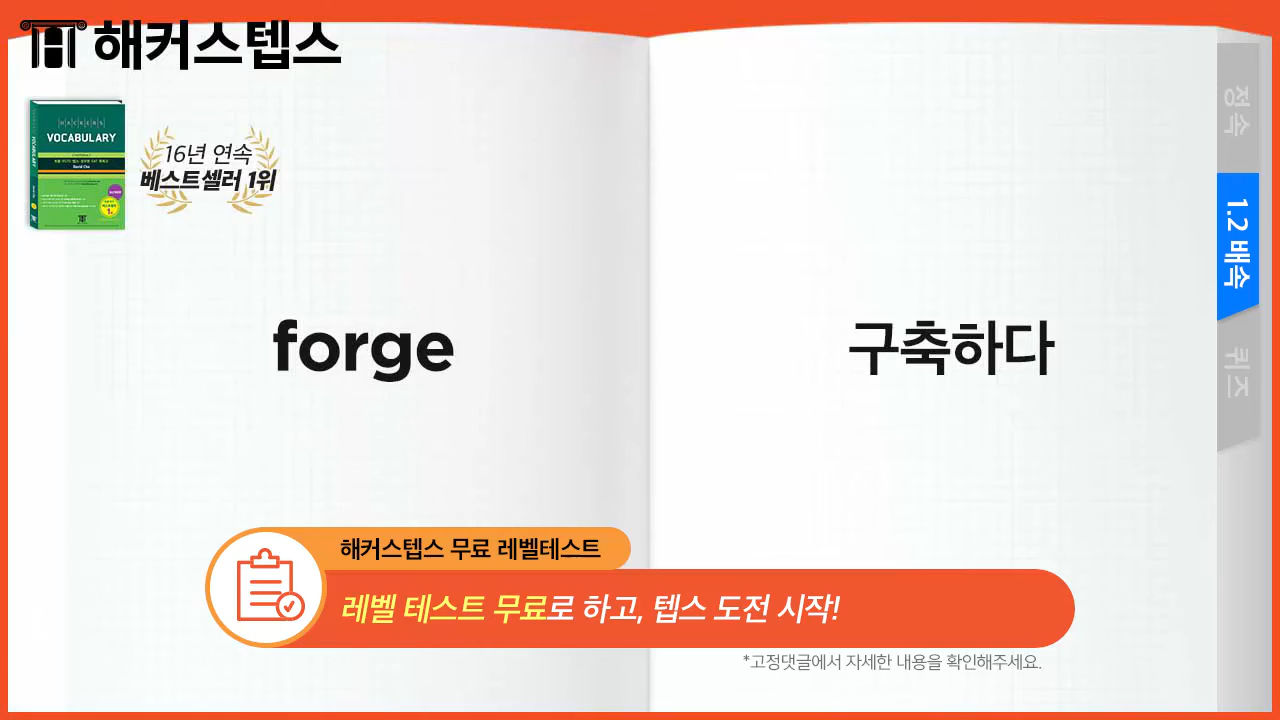 해커스텝스
HACKERS
VOCABULARY
16년 연속
베스트셀러 1위
forge
구축하다
정속
1.2 배속
퀴즈
해커스텝스 무료 레벨테스트
레벨 테스트 무료로 하고, 텝스 도전 시작!
*고정댓글에서 자세한 내용을 확인해주세요.